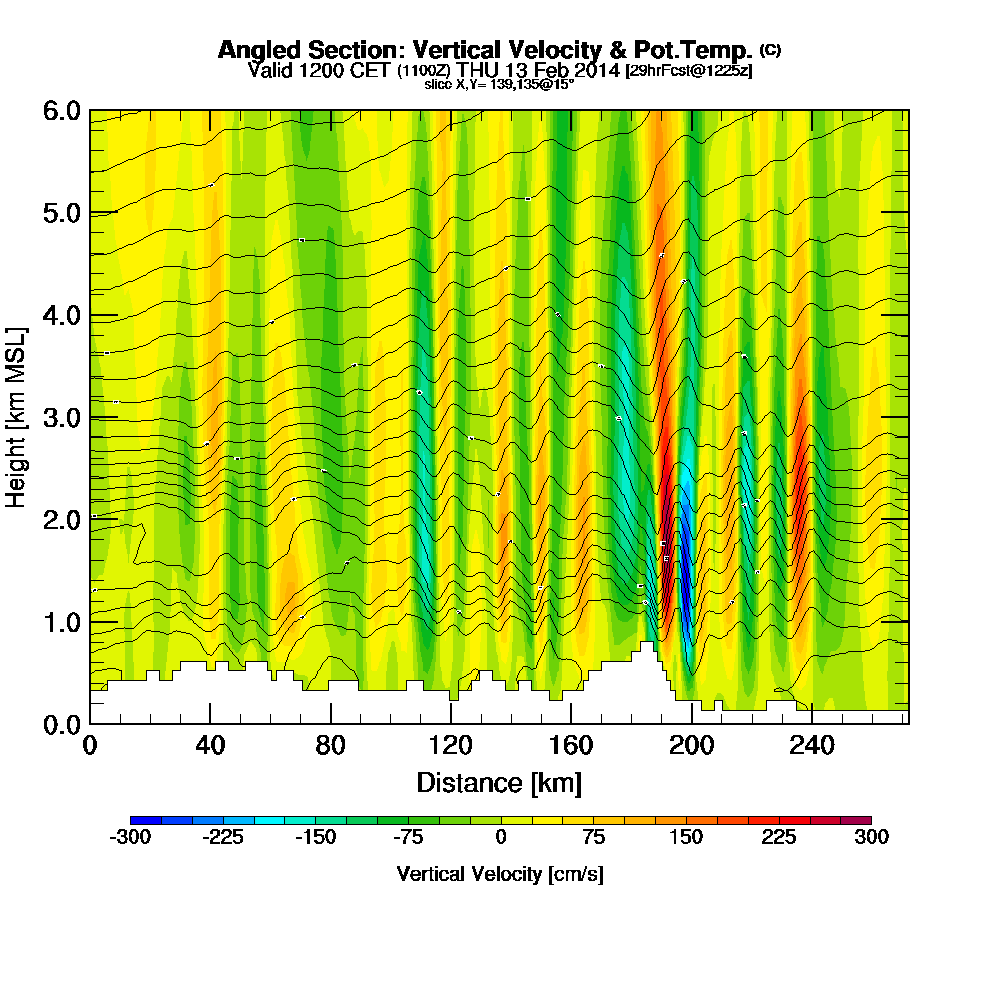 Angled Section: Vertical Velocity & Pot.Temp. (C)
Valid 1200 CET (1100Z) THU 13 Feb 2014 [29hrFcst@1225z]
slice X,Y= 139,135@15°
6.0
5.0
4.0
3.0
2.0
1.0
0.0
Height [km MSL]
0 40 80 120 160 200 240
Distance [km]
-300 -225 -150 -75 0 75 150 225 300
Vertical Velocity [cm/s]